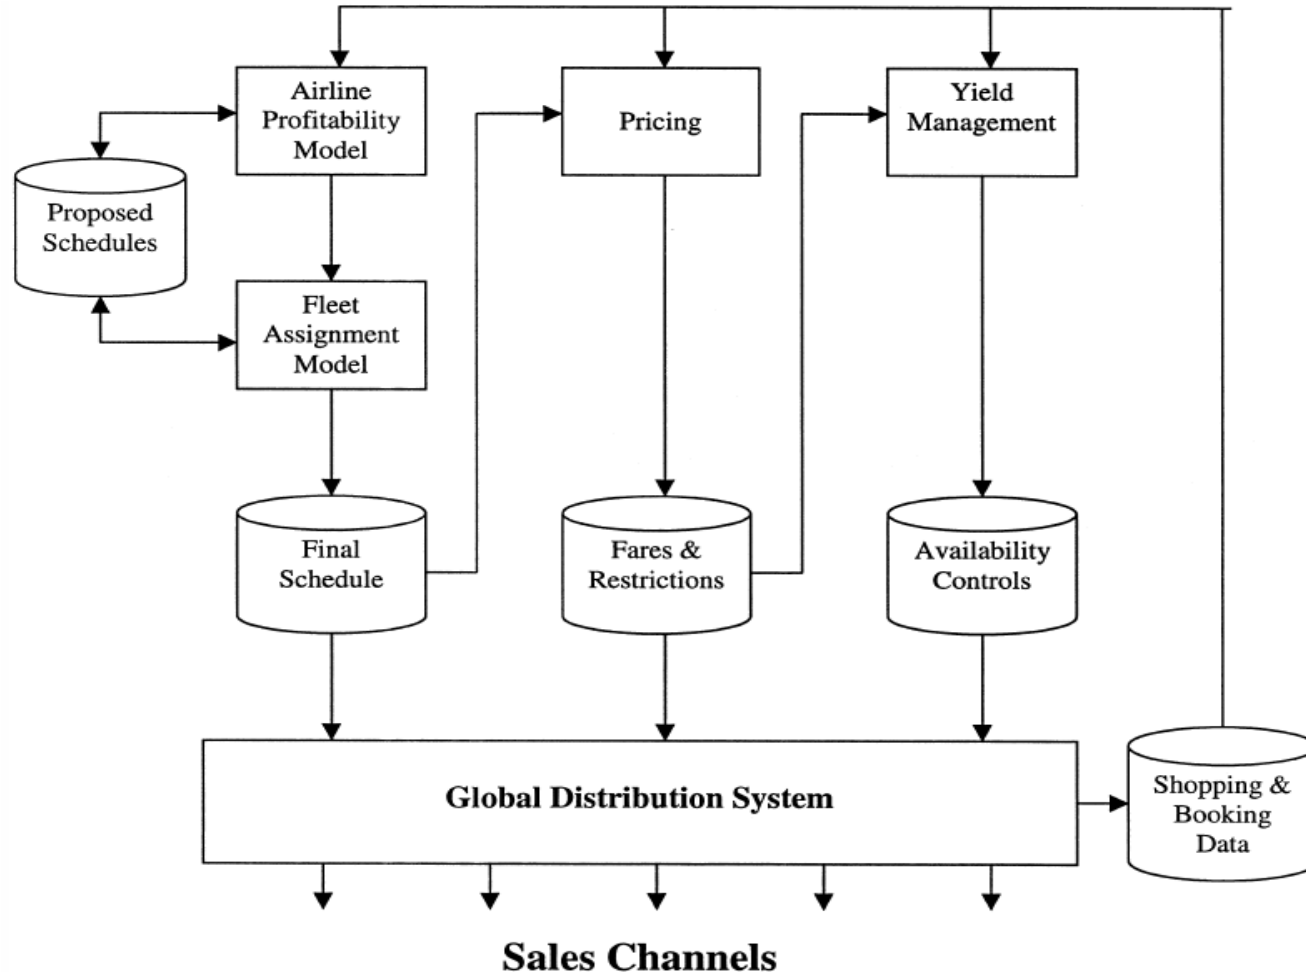 Airline
Profitability
Model
Pricing
Yield
Management
Proposed
Schedules
Fleet
Assignment
Model
Final
Schedule
Fares &
Restrictions
Availability
Controls
Global Distribution System
Shopping &
Booking
Data
Sales Channels